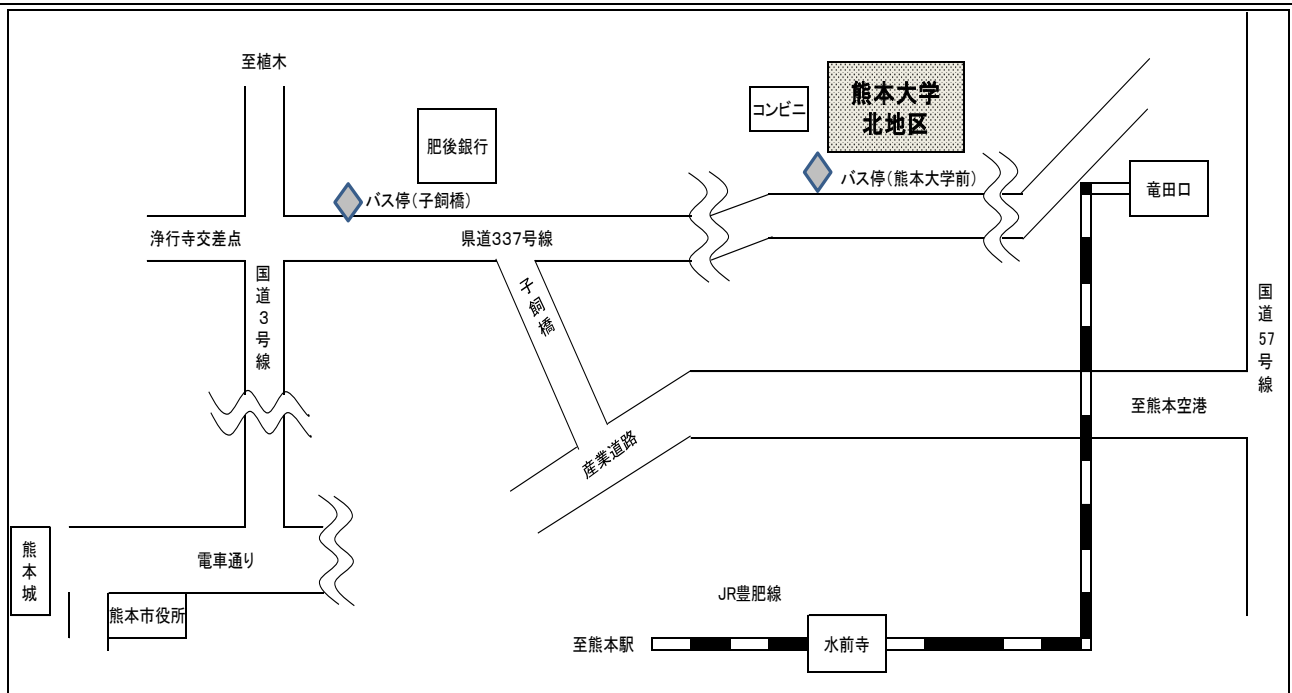 至植木
肥後銀行
コンビニ
熊本大学
北地区
バス停（子飼橋）
バス停（熊本大学前）
竜田口
浄行寺交差点
県道337号線
国道3号線
子飼橋
国道57号線
至熊本空港
産業道路
熊本城
電車通り
熊本市役所
JR豊肥線
至熊本駅
水前寺